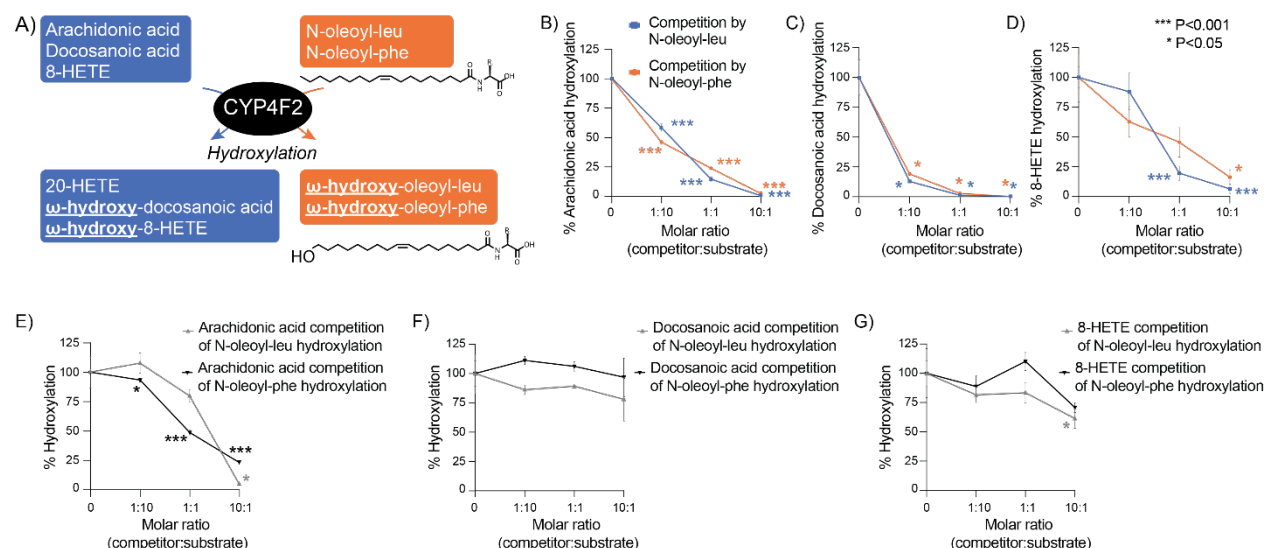 A)
Arachidonic acid
Docosanoic acid
8-HETE
N-oleoyl-leu
N-oleoyl-phe
R
O
OH
N
H
O
CYP4F2
Hydroxylation
20-HETE
ω-hydroxy-docosanoic acid
ω-hydroxy-8-HETE
ω-hydroxy-oleoyl-leu
ω-hydroxy-oleoyl-phe
HO
R
O
OH
N
H
O
B)
Competition by
N-oleoyl-leu
Competition by
N-oleoyl-phe
% Arachidonic acid hydroxylation
125
100
75
50
25
0
***
***
***
***
***
***
0 1:10 1:1 10:1
Molar ratio
(competitor:substrate)
C)
% Docosanoic acid hydroxylation
125
100
75
50
25
0
*
*
* *
* *
0 1:10 1:1 10:1
Molar ratio
(competitor:substrate)
D)
*** P<0.001
* P<0.05
% 8-HETE hydroxylation
125
100
75
50
25
0
***
*
***
0 1:10 1:1 10:1
Molar ratio
(competitor:substrate)
E)
Arachidonic acid competition
of N-oleoyl-leu hydroxylation
Arachidonic acid competition
of N-oleoyl-phe hydroxylation
% Hydroxylation
125
100
75
50
25
0
*
***
***
*
0 1:10 1:1 10:1
Molar ratio
(competitor:substrate)
F)
Docosanoic acid competition
of N-oleoyl-leu hydroxylation
Docosanoic acid competition
of N-oleoyl-phe hydroxylation
% Hydroxylation
125
100
75
50
25
0
0 1:10 1:1 10:1
Molar ratio
(competitor:substrate)
G)
8-HETE competition
of N-oleoyl-leu hydroxylation
8-HETE competition
of N-oleoyl-phe hydroxylation
% Hydroxylation
125
100
75
50
25
0
*
0 1:10 1:1 10:1
Molar ratio
(competitor:substrate)